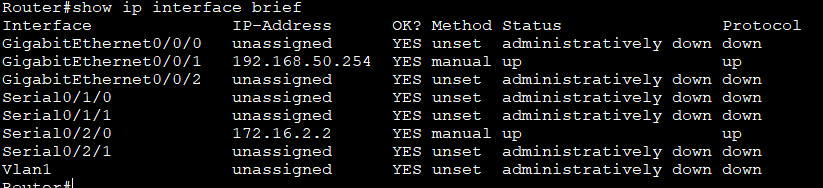 Router#show ip interface brief
Interface              IP-Address      OK? Method Status                Protocol
GigabitEthernet0/0/0   unassigned      YES unset  administratively down down
GigabitEthernet0/0/1   192.168.50.254  YES manual up                    up
GigabitEthernet0/0/2   unassigned      YES unset  administratively down down
Serial0/1/0            unassigned      YES unset  administratively down down
Serial0/1/1            unassigned      YES unset  administratively down down
Serial0/2/0            172.16.2.2      YES manual up                    up
Serial0/2/1            unassigned      YES unset  administratively down down
Vlan1                  unassigned      YES unset  administratively down down
Router#